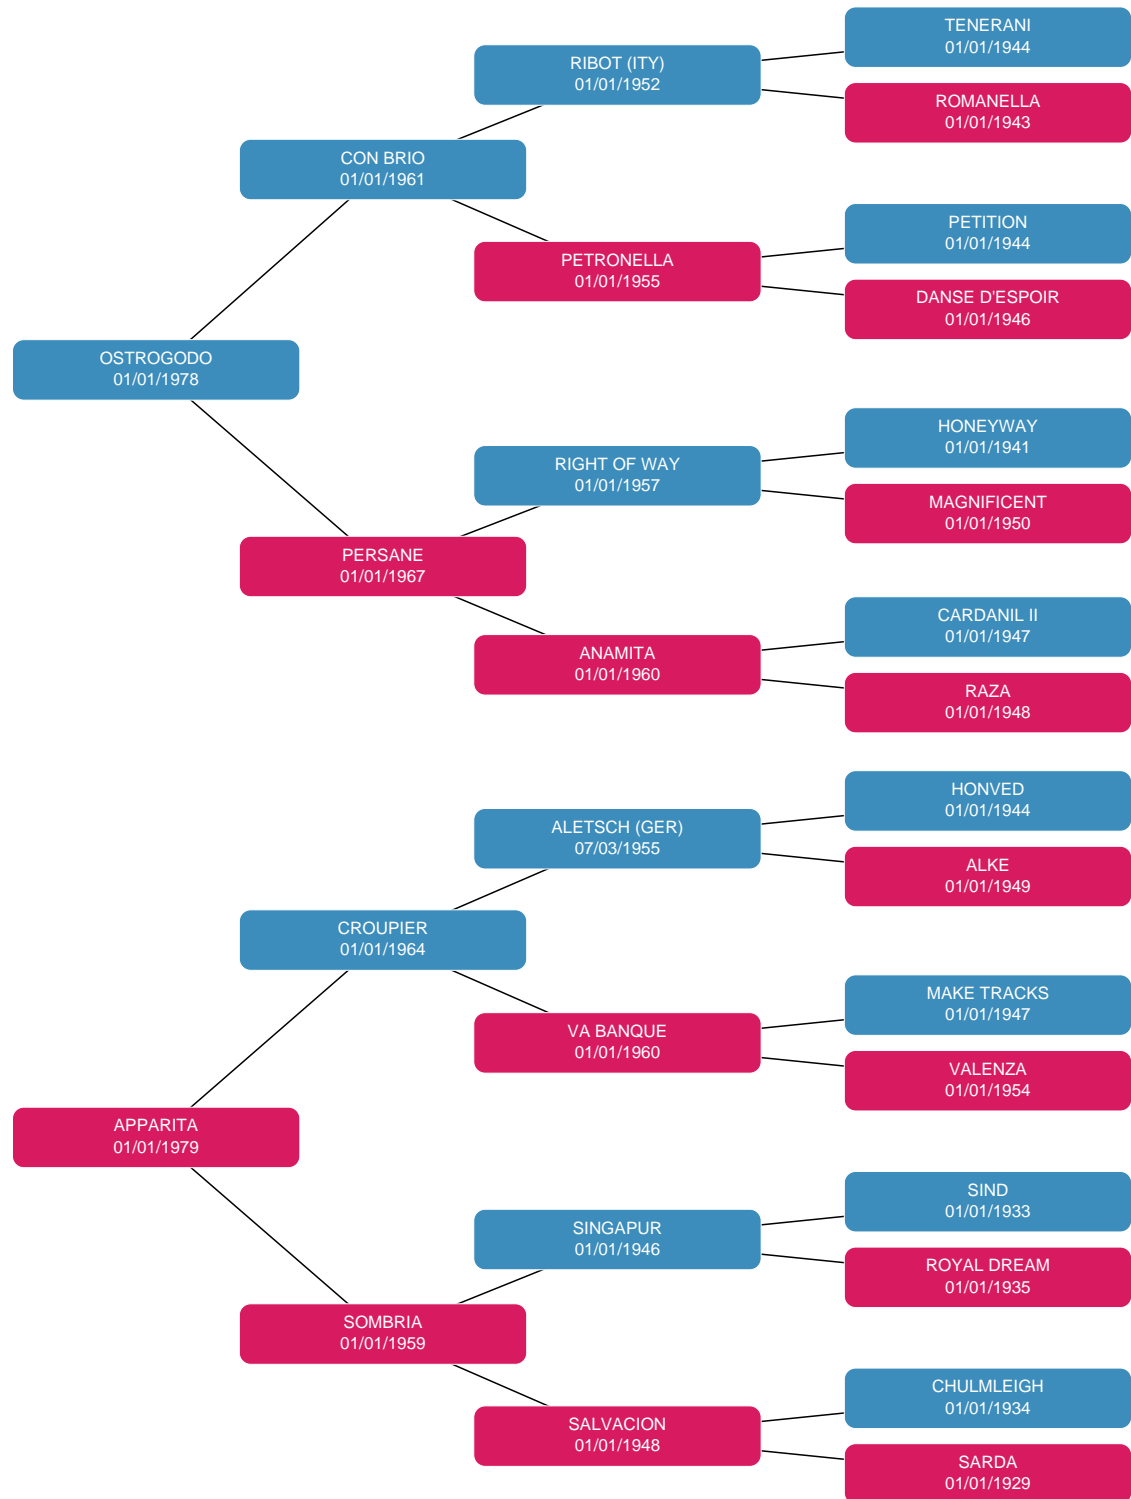 TENERANI
01/01/1944
RIBOT (ITY)
01/01/1952
ROMANELLA
01/01/1943
CON BRIO
01/01/1961
PETITION
01/01/1944
PETRONELLA
01/01/1955
DANSE D'ESPOIR
01/01/1946
OSTROGODO
01/01/1978
HONEYWAY
01/01/1941
RIGHT OF WAY
01/01/1957
MAGNIFICENT
01/01/1950
PERSANE
01/01/1967
CARDANIL II
01/01/1947
ANAMITA
01/01/1960
RAZA
01/01/1948
HONVED
01/01/1944
ALETSCH (GER)
07/03/1955
ALKE
01/01/1949
CROUPIER
01/01/1964
MAKE TRACKS
01/01/1947
VA BANQUE
01/01/1960
VALENZA
01/01/1954
APPARITA
01/01/1979
SIND
01/01/1933
SINGAPUR
01/01/1946
ROYAL DREAM
01/01/1935
SOMBRIA
01/01/1959
CHULMLEIGH
01/01/1934
SALVACION
01/01/1948
SARDA
01/01/1929